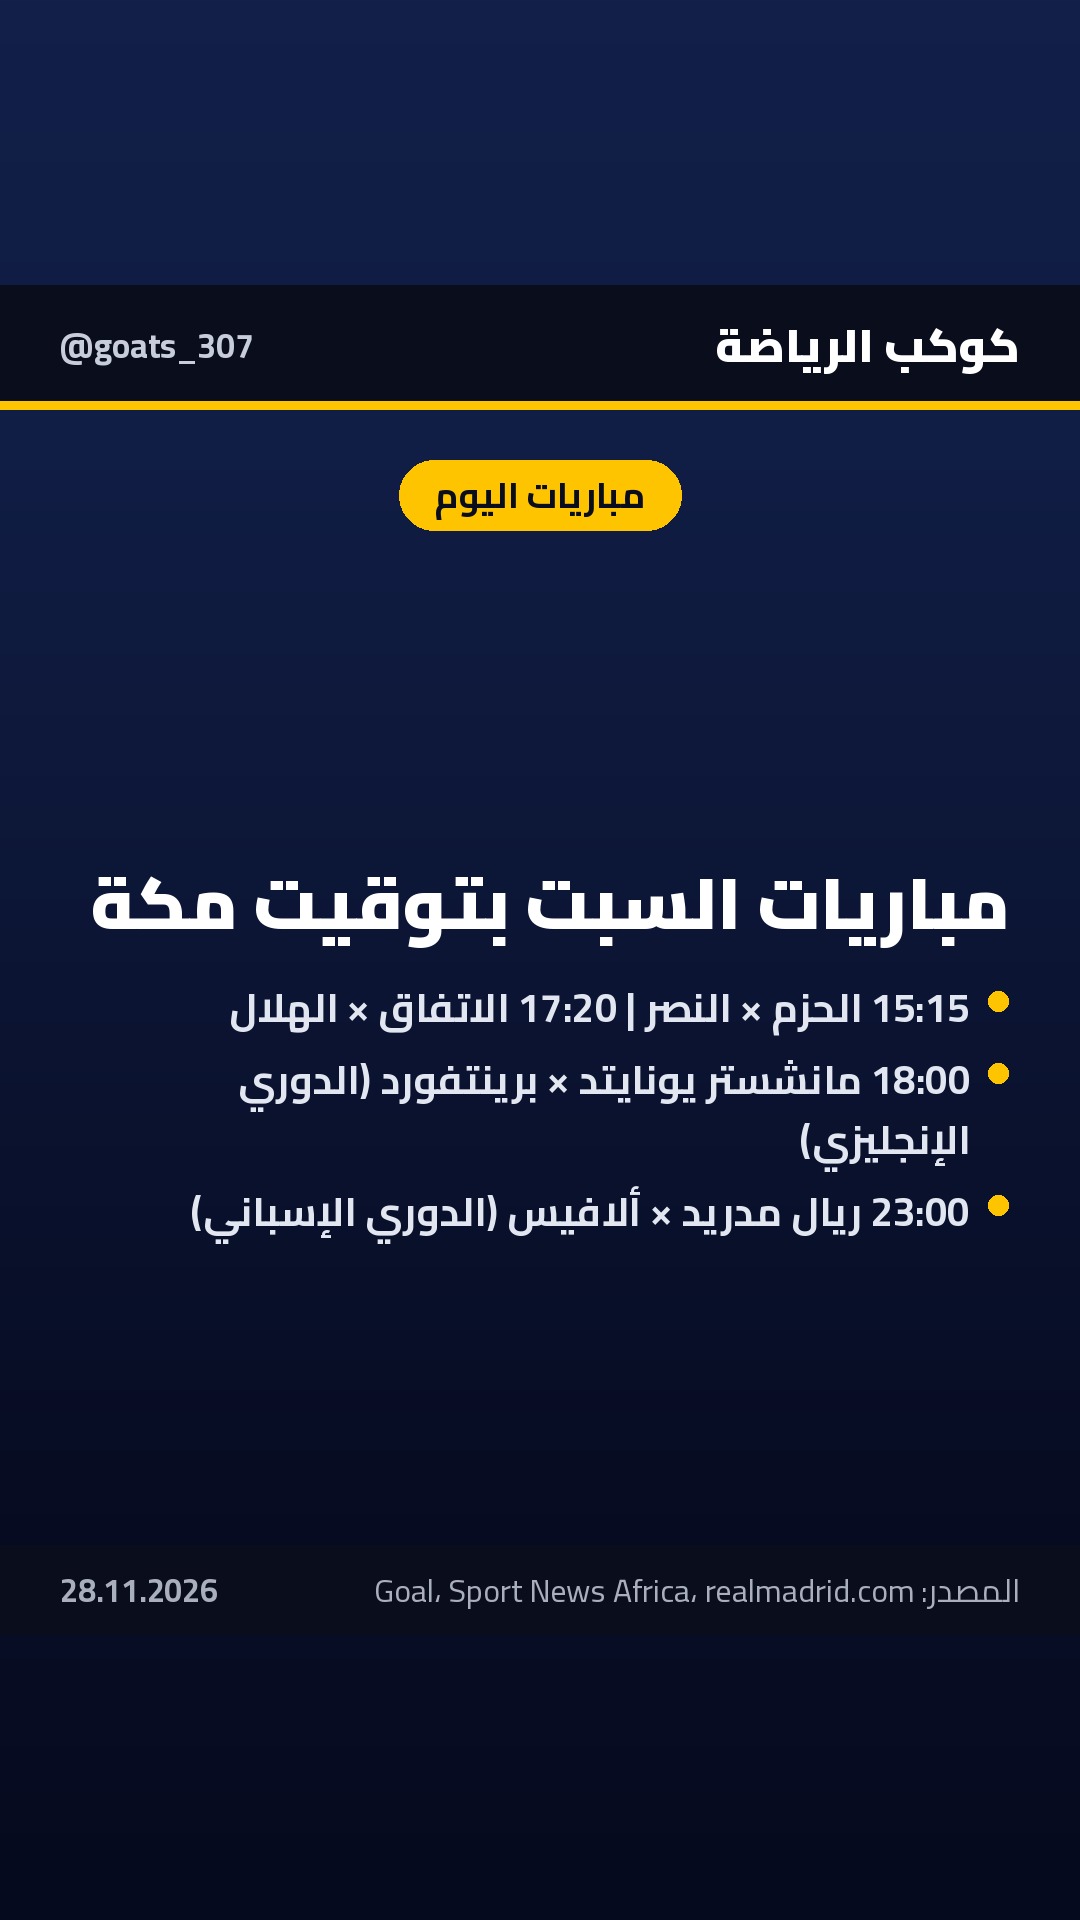 كوكب الرياضة
@goats_307
مباريات اليوم
مباريات السبت بتوقيت مكة
15:15 الحزم × النصر | 17:20 الاتفاق × الهلال
18:00 مانشستر يونايتد × برينتفورد (الدوري
الإنجليزي)
23:00 ريال مدريد × ألافيس (الدوري الإسباني)
المصدر: Goal، Sport News Africa، realmadrid.com
28.11.2026